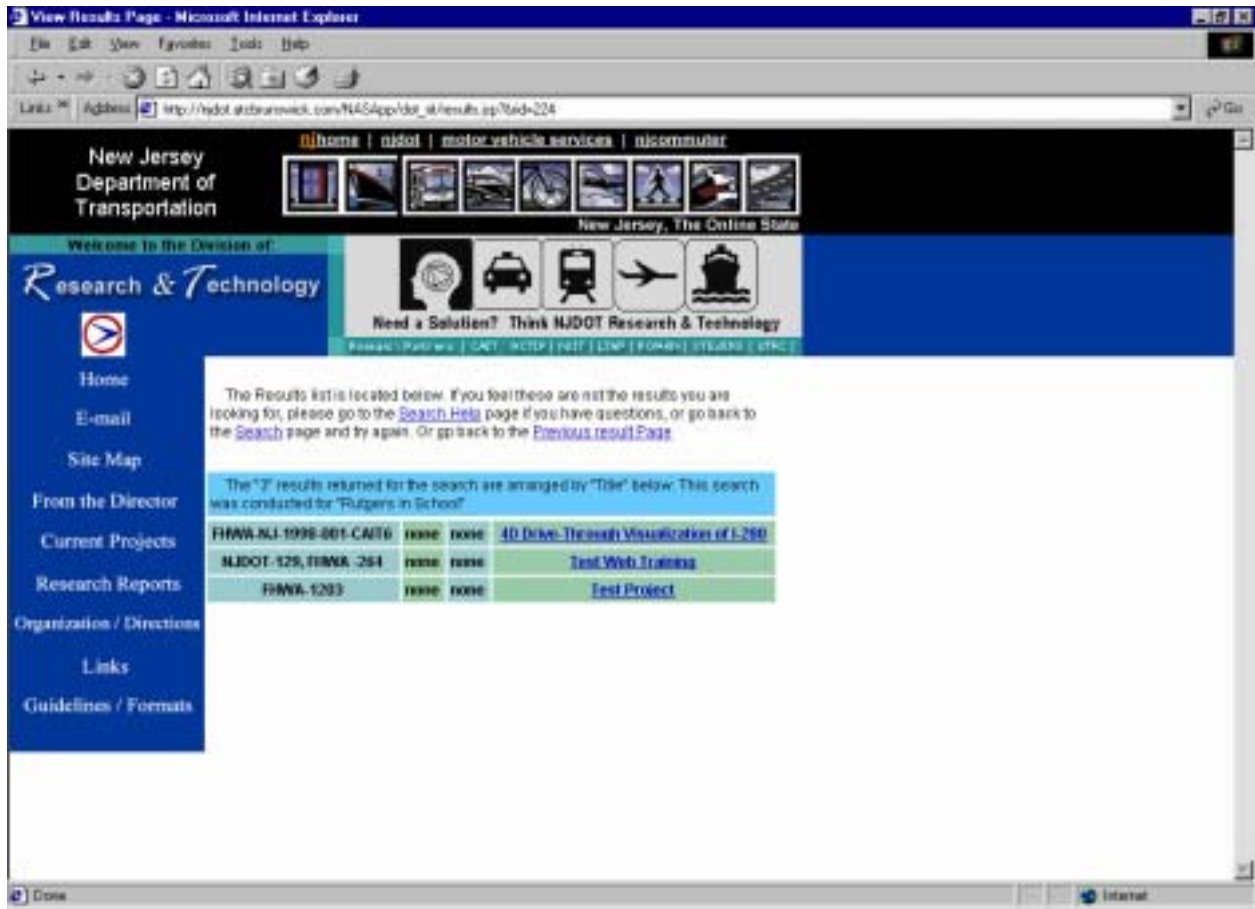 View Results Page - Microsoft Internet Explorer
File Edit View Favorites Tools Help
Links Address
Go
njhome | njdot | motor vehicle services | njcommuter
New Jersey
Department of
Transportation
New Jersey, The Online State
Welcome to the Division of:
Research & Technology
Need a Solution? Think NJDOT Research & Technology
Home
E-mail
Site Map
From the Director
Current Projects
Research Reports
Organization / Directions
Links
Guidelines / Formats
The Results list is located below. If you feel these are not the results you are
looking for, please go to the Search Help page if you have questions, or go back to
the Search page and try again. Or go back to the Previous result Page
The "3" results returned for the search are arranged by "Title" below. This search
was conducted for "Rutgers in School"
FHWA-NJ-1998-001-CAIT6 none none 4D Drive-Through Visualization of I-280
NJDOT-129, FHWA -264 none none Test Web Training
FHWA-1203 none none Test Project
Done
Internet